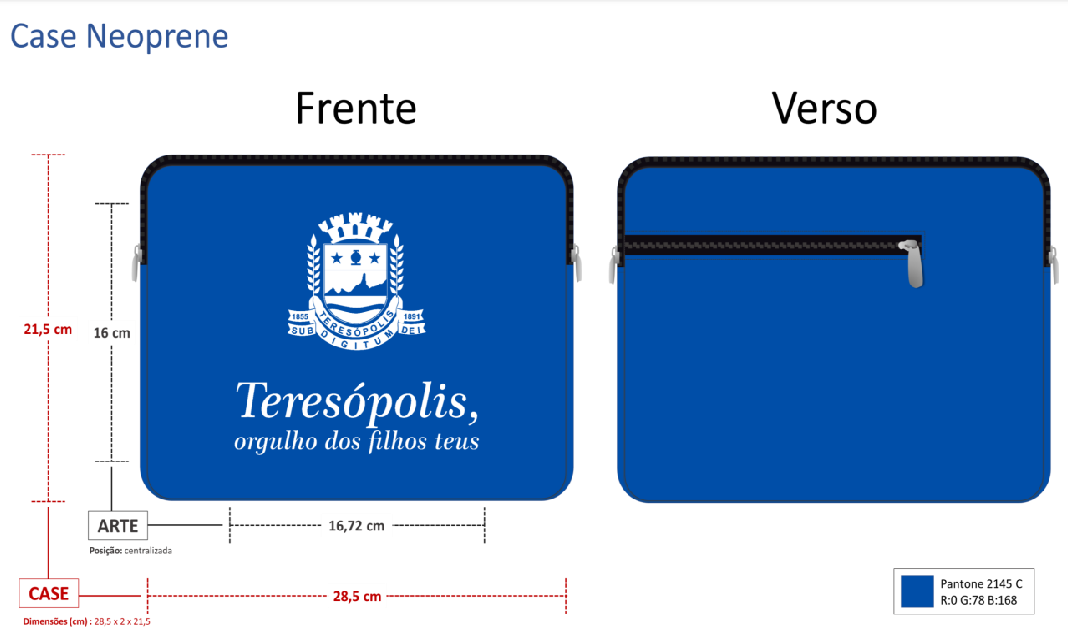 Case Neoprene
Frente
Verso
1855
1891
TERESÓPOLIS
SUB
DIGITUM
DEI
Teresópolis,
orgulho dos filhos teus
21,5 cm
16 cm
ARTE
16,72 cm
Posição: centralizada
CASE
28,5 cm
Dimensões (cm) : 28,5 x 2 x 21,5
Pantone 2145 C
R:0 G:78 B:168